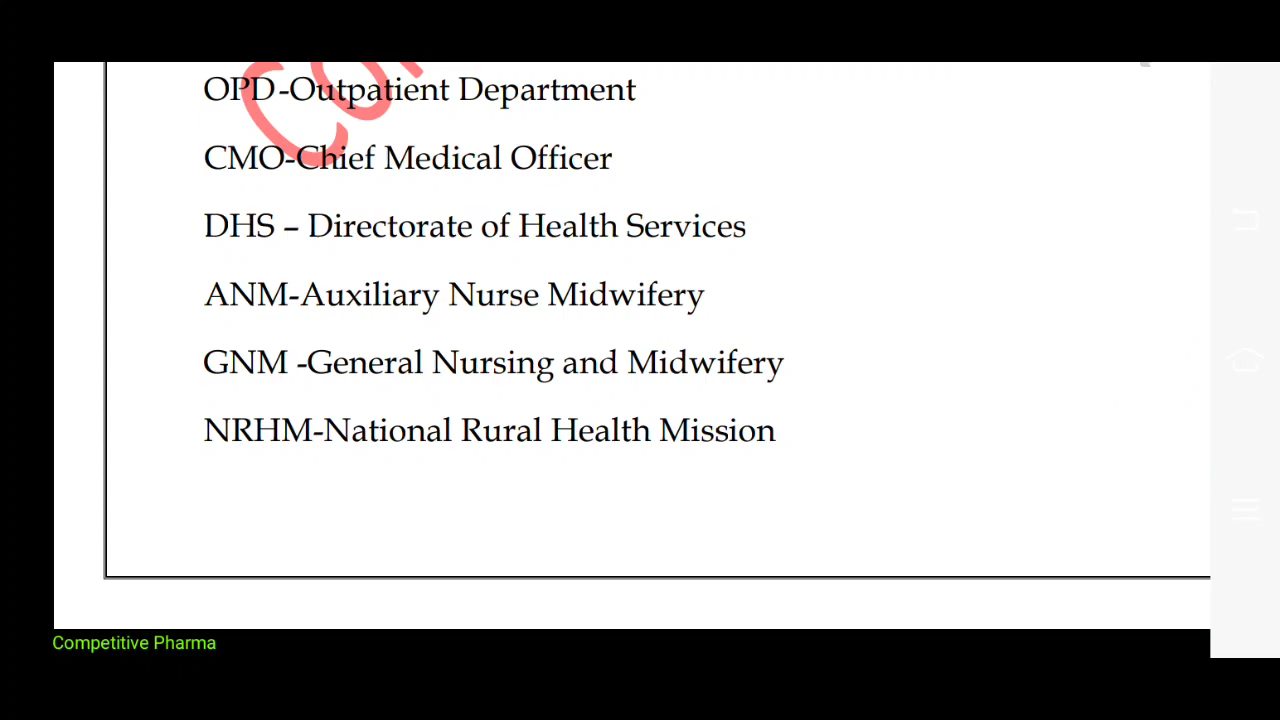 OPD-Outpatient Department
CMO-Chief Medical Officer
DHS – Directorate of Health Services
ANM-Auxiliary Nurse Midwifery
GNM -General Nursing and Midwifery
NRHM-National Rural Health Mission
Competitive Pharma